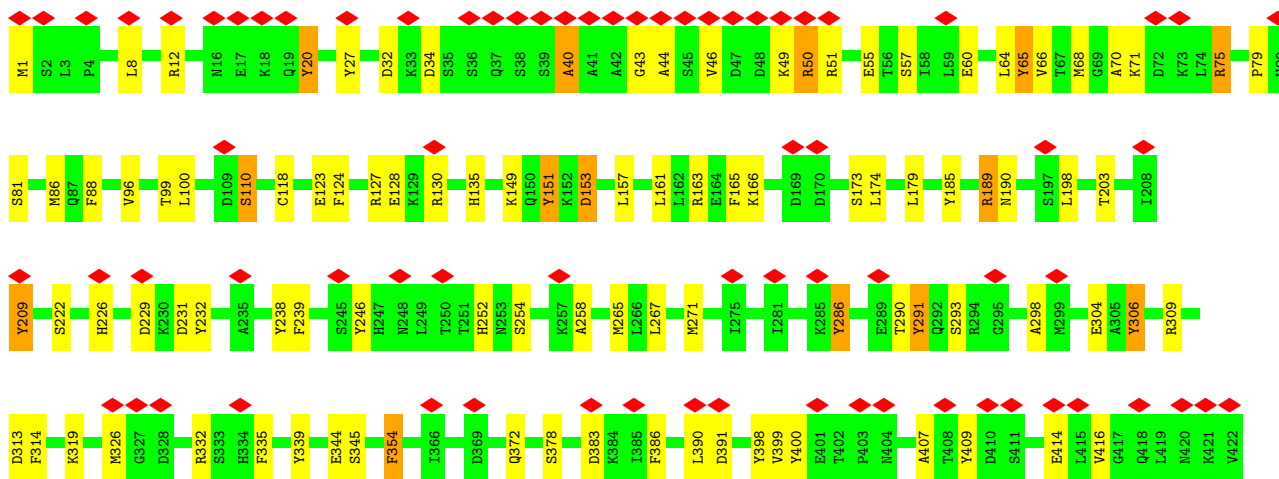 M1 S2 L3 P4 L8 R12 N16 E17 K18 Q19 Y20 Y27 D32 K33 D34 S35 S36 Q37 S38 S39 A40 A41 A42 G43 A44 S45 V46 D47 D48 K49 R50 R51 E55 T56 S57 I58 L59 E60 L64 Y65 V66 T67 M68 G69 A70 K71 D72 K73 L74 R75 P79
S81 M86 Q87 F88 V96 T99 L100 D109 S110 C118 E123 F124 R127 E128 K129 R130 H135 K149 Q150 Y151 K152 D153 L157 L161 L162 R163 E164 F165 K166 D169 D170 S173 L174 L179 Y185 R189 N190 S197 L198 T203 I208
Y209 S222 H226 D229 K230 D231 Y232 A235 Y238 F239 S245 Y246 H247 N248 L249 T250 T251 H252 N253 S254 K257 A258 M265 L266 L267 M271 T275 I281 K285 Y286 E289 T290 Y291 Q292 S293 R294 G295 A298 M299 E304 A305 Y306 R309
D313 F314 K319 M326 G327 D328 R332 S333 H334 F335 Y339 E344 S345 F354 I366 D369 Q372 S378 D383 K384 I385 F386 L390 D391 Y398 V399 Y400 E401 T402 P403 N404 A407 T408 Y409 D410 S411 E414 L415 V416 G417 Q418 L419 N420 K421 V422